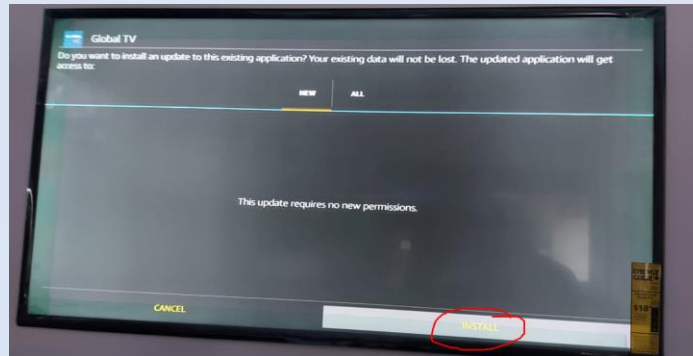 Global TV
Do you want to install an update to this existing application? Your existing data will not be lost. The updated application will get
access to:
NEW
ALL
This update requires no new permissions.
CANCEL
INSTALL
$18